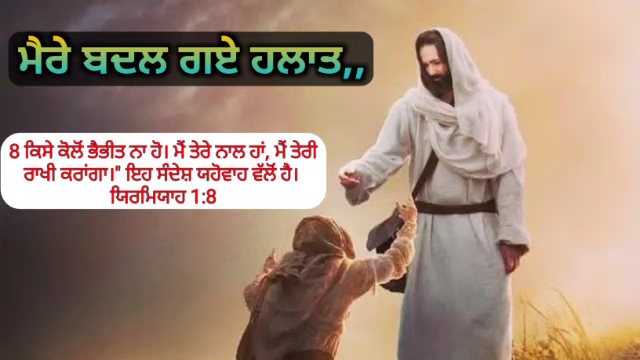 ਮੈਰੇ ਬਦਲ ਗਏ ਹਲਾਤ,,
8 ਕਿਸੇ ਕੋਲੋਂ ਭੈਭੀਤ ਨਾ ਹੋ। ਮੈਂ ਤੇਰੇ ਨਾਲ ਹਾਂ, ਮੈਂ ਤੇਰੀ
ਰਾਖੀ ਕਰਾਂਗਾ।" ਇਹ ਸੰਦੇਸ਼ ਯਹੋਵਾਹ ਵੱਲੋਂ ਹੈ।
ਯਿਰਮਿਯਾਹ 1:8